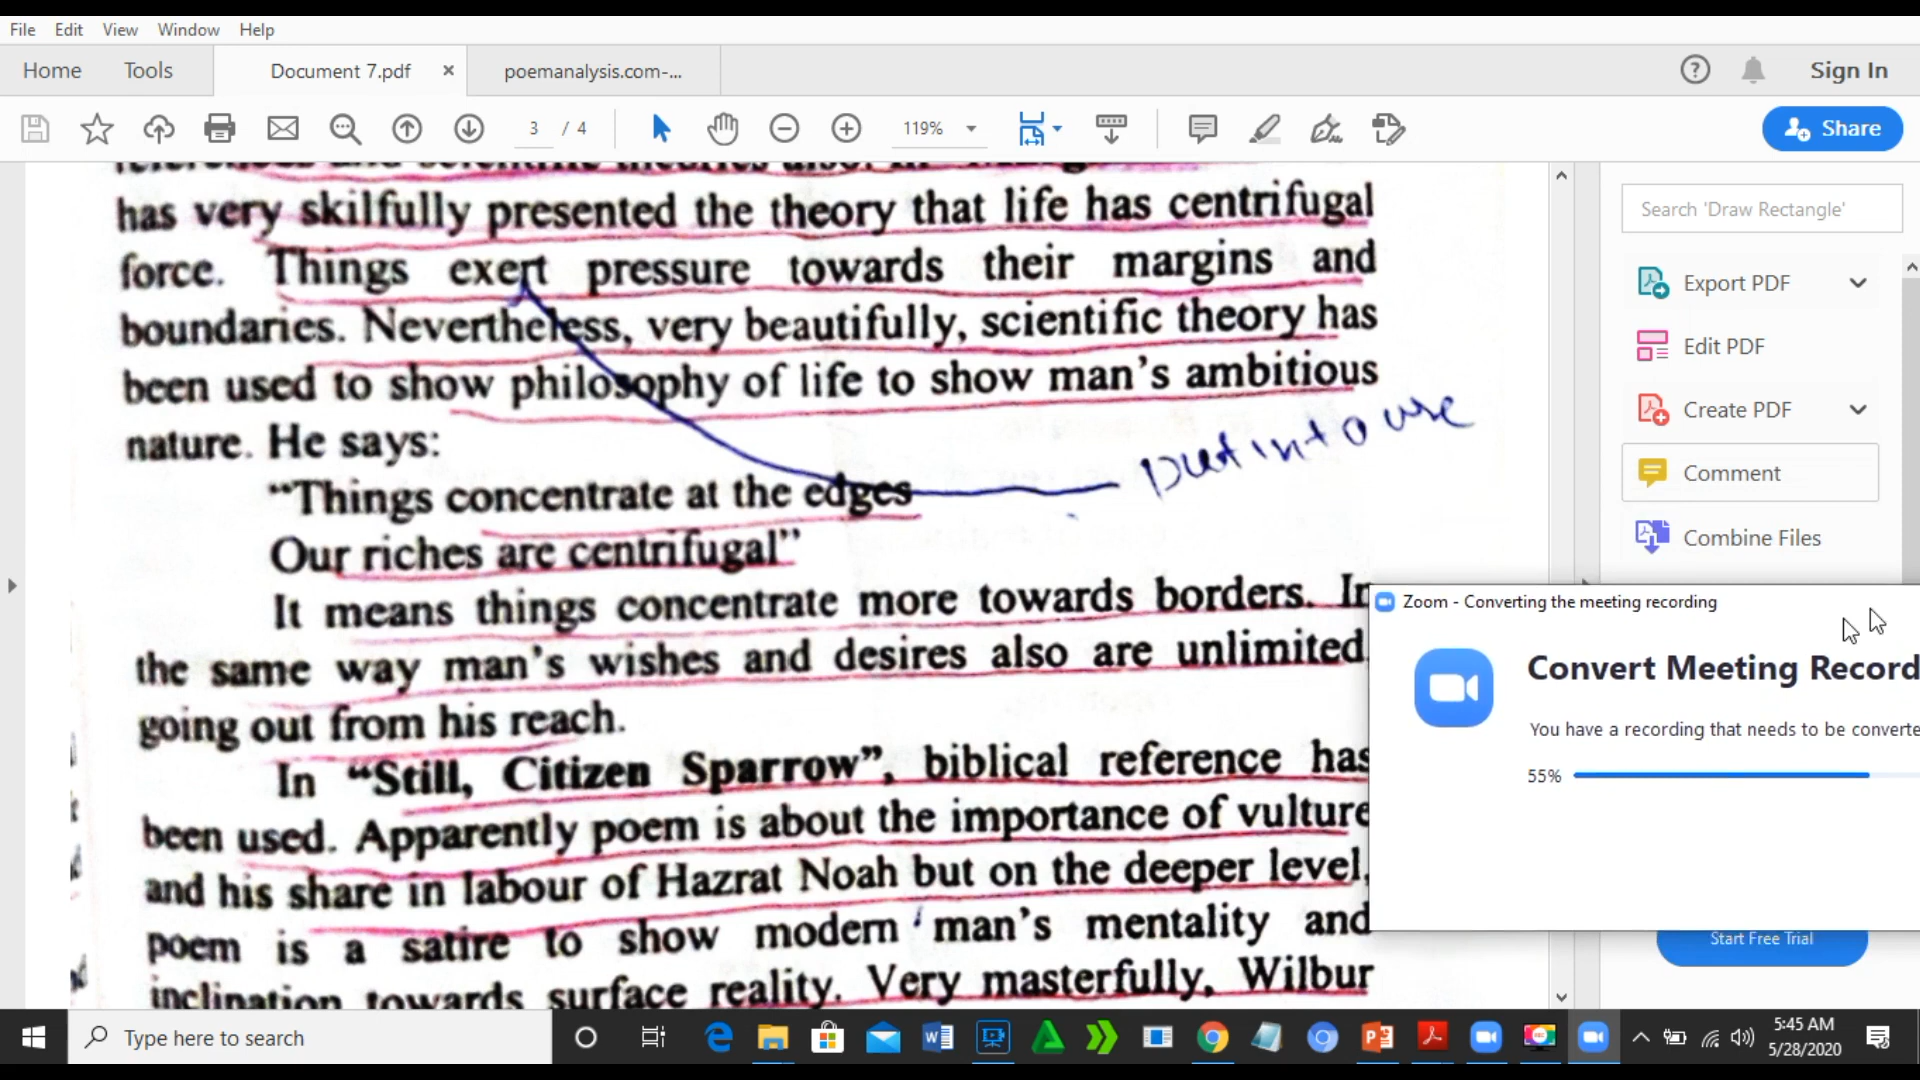 File Edit View Window Help
Home Tools Document 7.pdf × poemanalysis.com-... ? Sign In
3 / 4 119% Share
has very skilfully presented the theory that life has centrifugal
force. Things exert pressure towards their margins and
boundaries. Nevertheless, very beautifully, scientific theory has
been used to show philosophy of life to show man's ambitious
nature. He says:
put into use
"Things concentrate at the edges
Our riches are centrifugal"
It means things concentrate more towards borders. In
the same way man's wishes and desires also are unlimited
going out from his reach.
In "Still, Citizen Sparrow", biblical reference has
been used. Apparently poem is about the importance of vulture
and his share in labour of Hazrat Noah but on the deeper level,
poem is a satire to show modern man's mentality and
inclination towards surface reality. Very masterfully, Wilbur
Search 'Draw Rectangle'
Export PDF
Edit PDF
Create PDF
Comment
Combine Files
Zoom - Converting the meeting recording
Convert Meeting Record
You have a recording that needs to be converte
55%
Start Free Trial
Type here to search
5:45 AM
5/28/2020